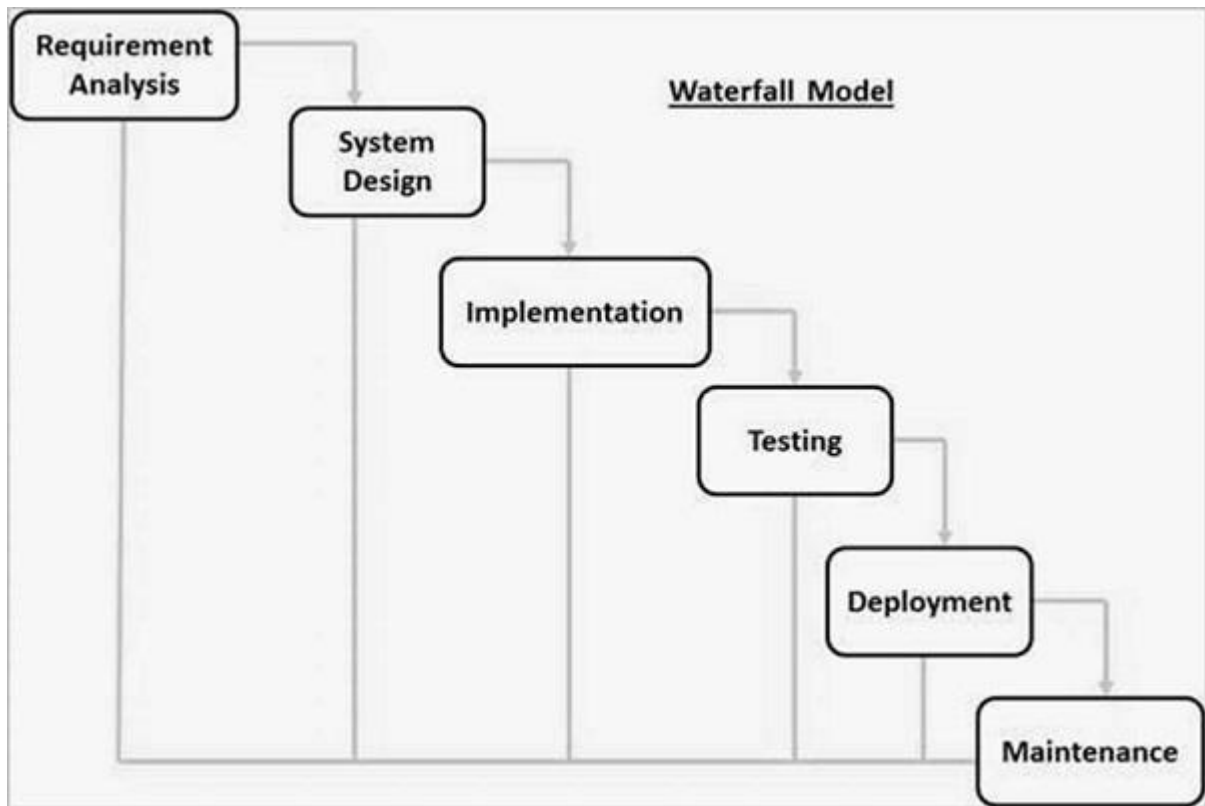 Requirement
Analysis
Waterfall Model
System
Design
Implementation
Testing
Deployment
Maintenance